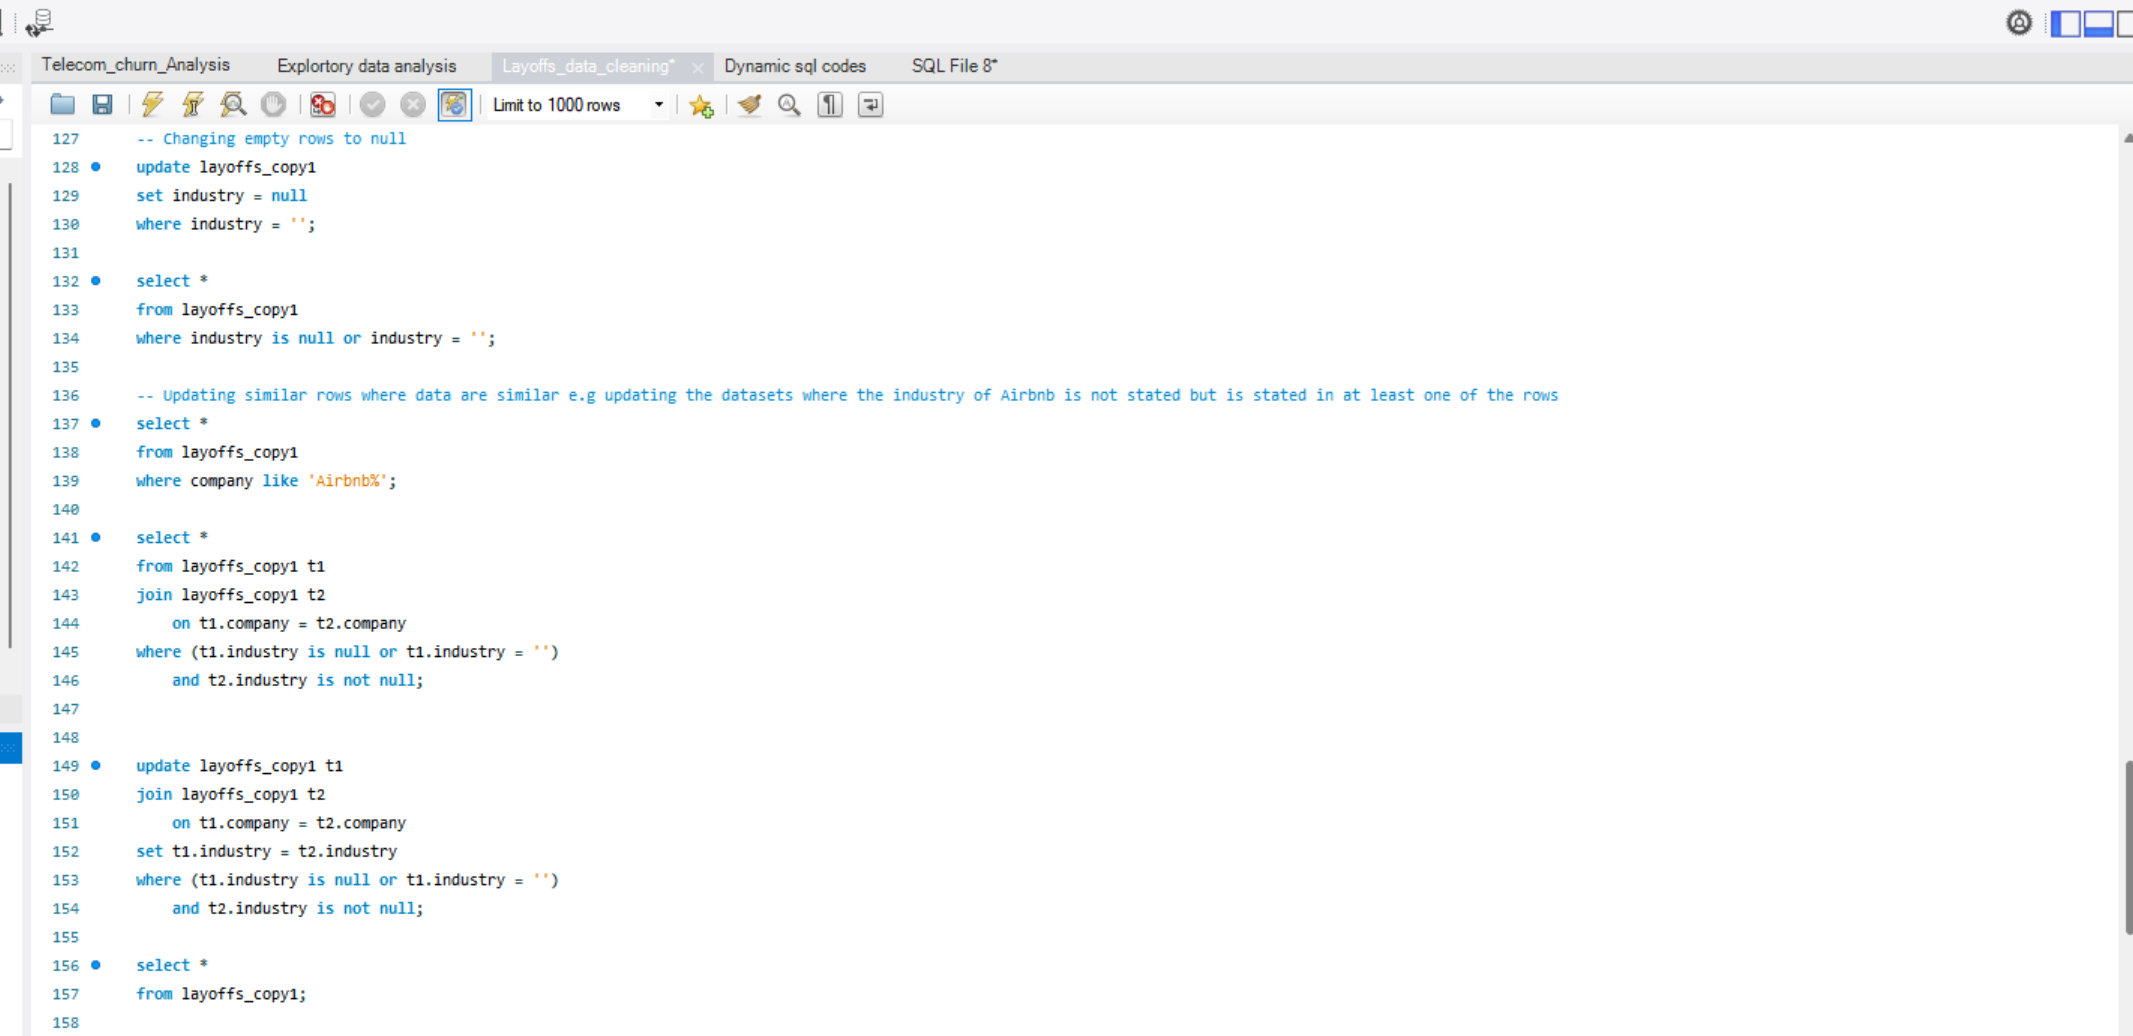 Telecom_churn_Analysis Explortory data analysis Layoffs_data_cleaning* × Dynamic sql codes SQL File 8*
Limit to 1000 rows
127 -- Changing empty rows to null
128 update layoffs_copy1
129 set industry = null
130 where industry = '';
131
132 select *
133 from layoffs_copy1
134 where industry is null or industry = '';
135
136 -- Updating similar rows where data are similar e.g updating the datasets where the industry of Airbnb is not stated but is stated in at least one of the rows
137 select *
138 from layoffs_copy1
139 where company like 'Airbnb%';
140
141 select *
142 from layoffs_copy1 t1
143 join layoffs_copy1 t2
144 on t1.company = t2.company
145 where (t1.industry is null or t1.industry = '')
146 and t2.industry is not null;
147
148
149 update layoffs_copy1 t1
150 join layoffs_copy1 t2
151 on t1.company = t2.company
152 set t1.industry = t2.industry
153 where (t1.industry is null or t1.industry = '')
154 and t2.industry is not null;
155
156 select *
157 from layoffs_copy1;
158